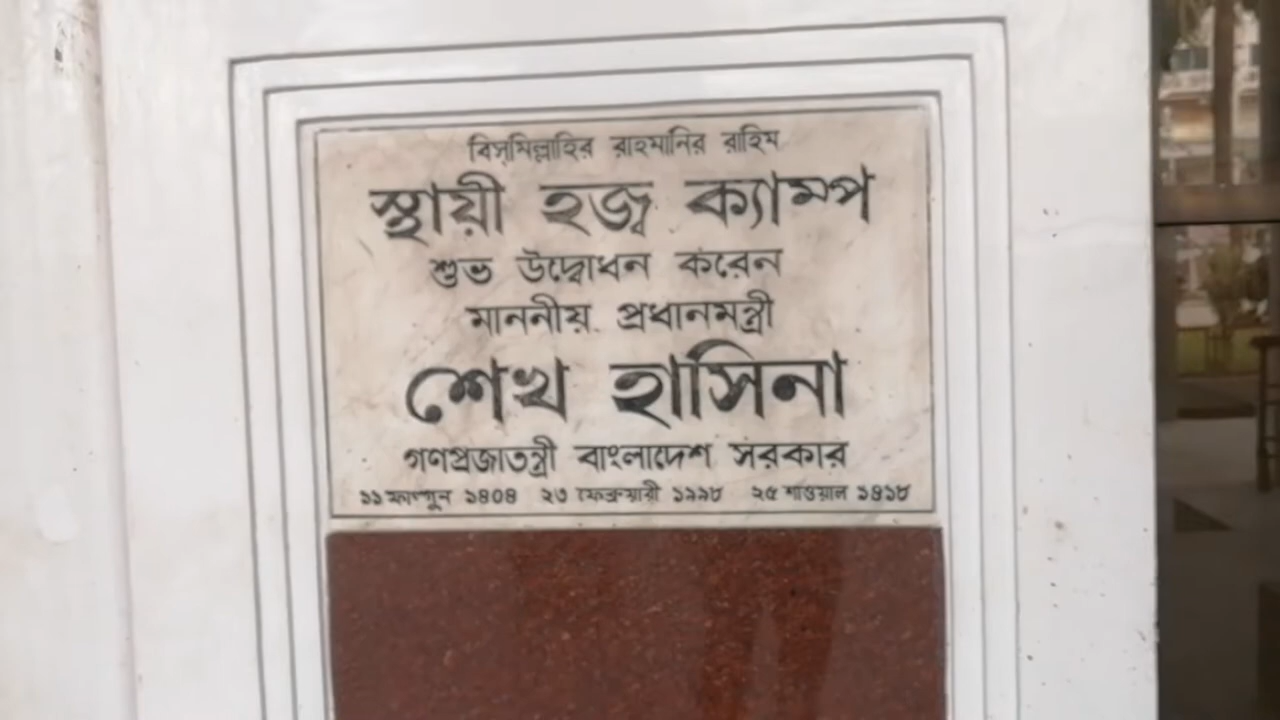 বিস্‌মিল্লাহির রাহমানির রাহিম
স্থায়ী হজ্ব ক্যাম্প
শুভ উদ্বোধন করেন
মাননীয় প্রধানমন্ত্রী
শেখ হাসিনা
গণপ্রজাতন্ত্রী বাংলাদেশ সরকার
১১ ফাল্গুন ১৪০৪ ২৩ ফেব্রুয়ারী ১৯৯৮ ২৫ শাওয়াল ১৪১৮